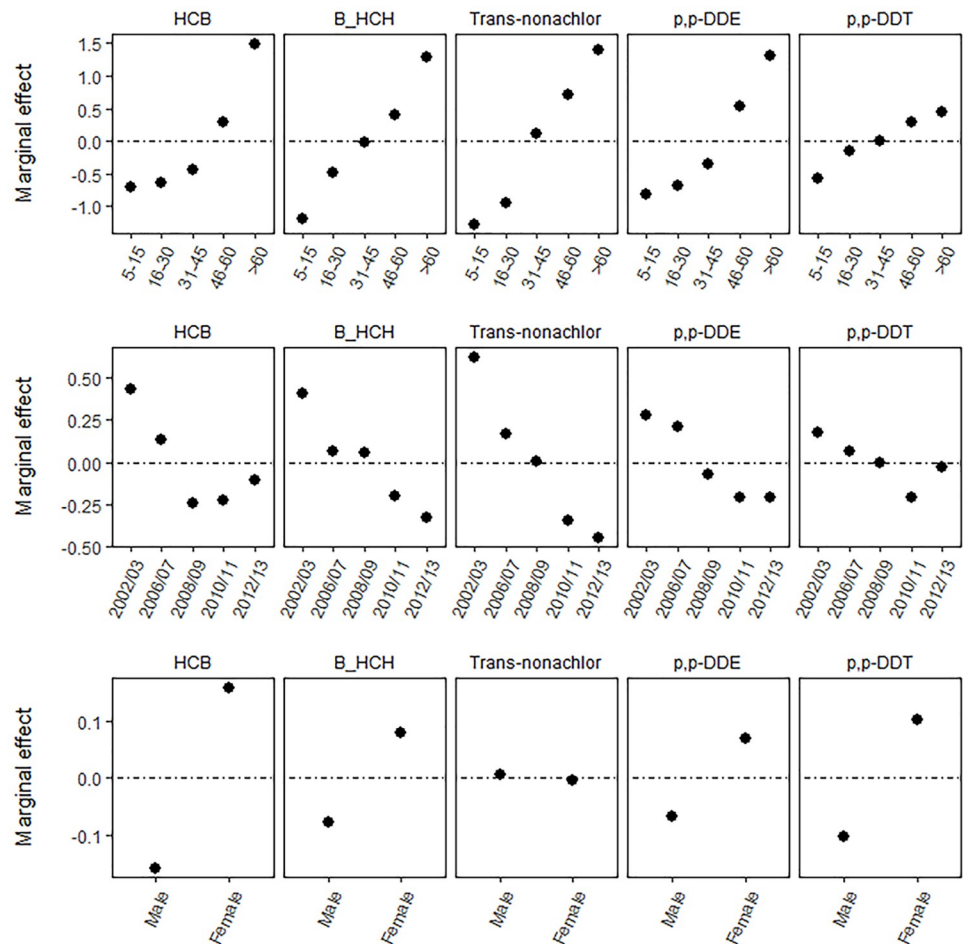 HCB B_HCH Trans-nonachlor p,p-DDE p,p-DDT
Marginal effect
1.5
1.0
0.5
0.0
-0.5
-1.0
5-15 16-30 31-45 46-60 >60 5-15 16-30 31-45 46-60 >60 5-15 16-30 31-45 46-60 >60 5-15 16-30 31-45 46-60 >60 5-15 16-30 31-45 46-60 >60
HCB B_HCH Trans-nonachlor p,p-DDE p,p-DDT
Marginal effect
0.50
0.25
0.00
-0.25
-0.50
2002/03 2006/07 2008/09 2010/11 2012/13 2002/03 2006/07 2008/09 2010/11 2012/13 2002/03 2006/07 2008/09 2010/11 2012/13 2002/03 2006/07 2008/09 2010/11 2012/13 2002/03 2006/07 2008/09 2010/11 2012/13
HCB B_HCH Trans-nonachlor p,p-DDE p,p-DDT
Marginal effect
0.1
0.0
-0.1
Male Female Male Female Male Female Male Female Male Female